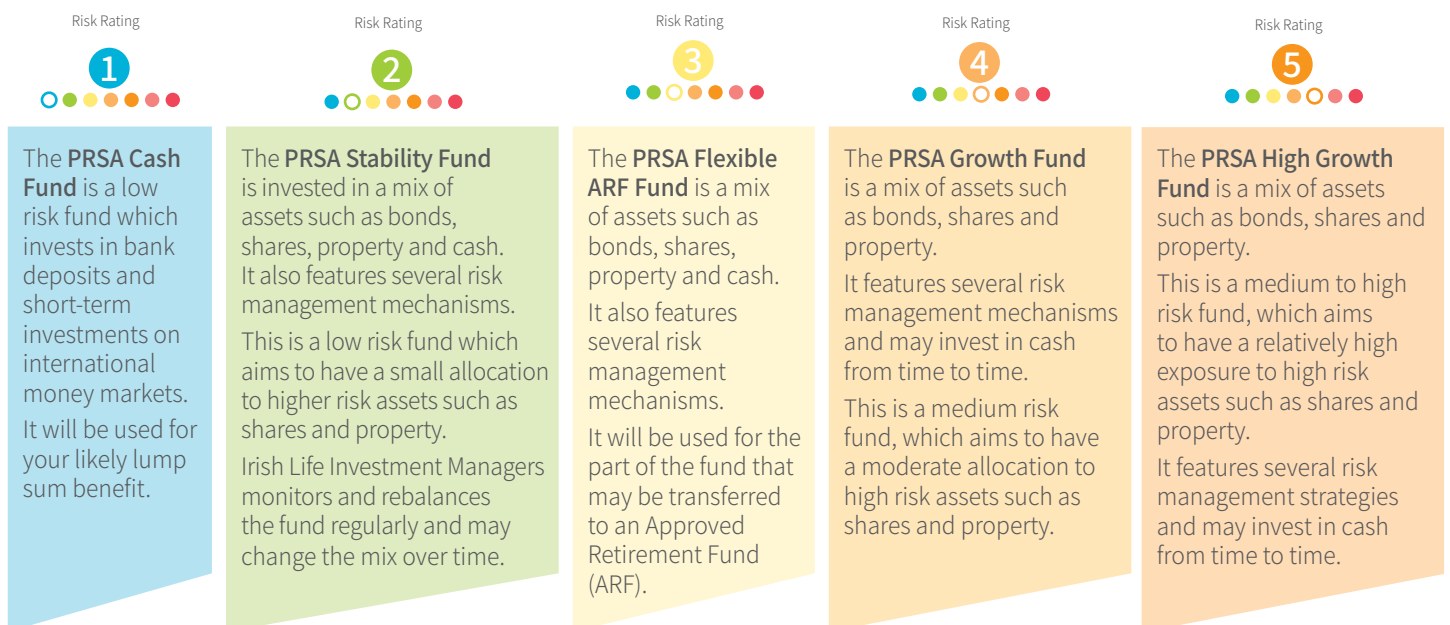 Risk Rating
1
The PRSA Cash
Fund is a low
risk fund which
invests in bank
deposits and
short-term
investments on
international
money markets.
It will be used for
your likely lump
sum benefit.
Risk Rating
2
The PRSA Stability Fund
is invested in a mix of
assets such as bonds,
shares, property and cash.
It also features several risk
management mechanisms.
This is a low risk fund which
aims to have a small allocation
to higher risk assets such as
shares and property.
Irish Life Investment Managers
monitors and rebalances
the fund regularly and may
change the mix over time.
Risk Rating
3
The PRSA Flexible
ARF Fund is a mix
of assets such as
bonds, shares,
property and cash.
It also features
several risk
management
mechanisms.
It will be used for the
part of the fund that
may be transferred
to an Approved
Retirement Fund
(ARF).
Risk Rating
4
The PRSA Growth Fund
is a mix of assets such
as bonds, shares and
property.
It features several risk
management mechanisms
and may invest in cash
from time to time.
This is a medium risk
fund, which aims to have
a moderate allocation to
high risk assets such as
shares and property.
Risk Rating
5
The PRSA High Growth
Fund is a mix of assets
such as bonds, shares and
property.
This is a medium to high
risk fund, which aims
to have a relatively high
exposure to high risk
assets such as shares and
property.
It features several risk
management strategies
and may invest in cash
from time to time.